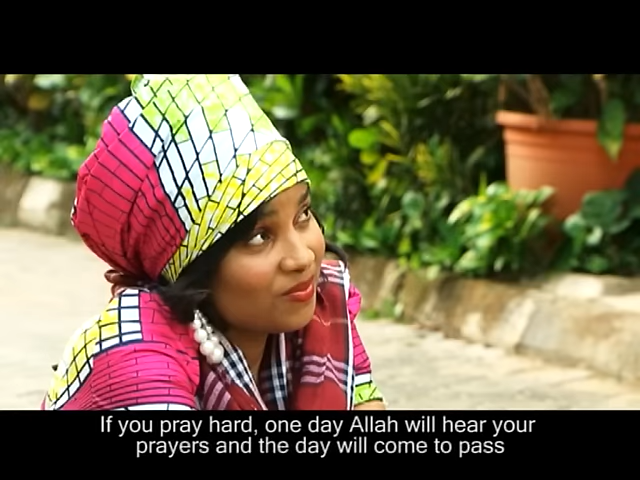 If you pray hard, one day Allah will hear your
prayers and the day will come to pass